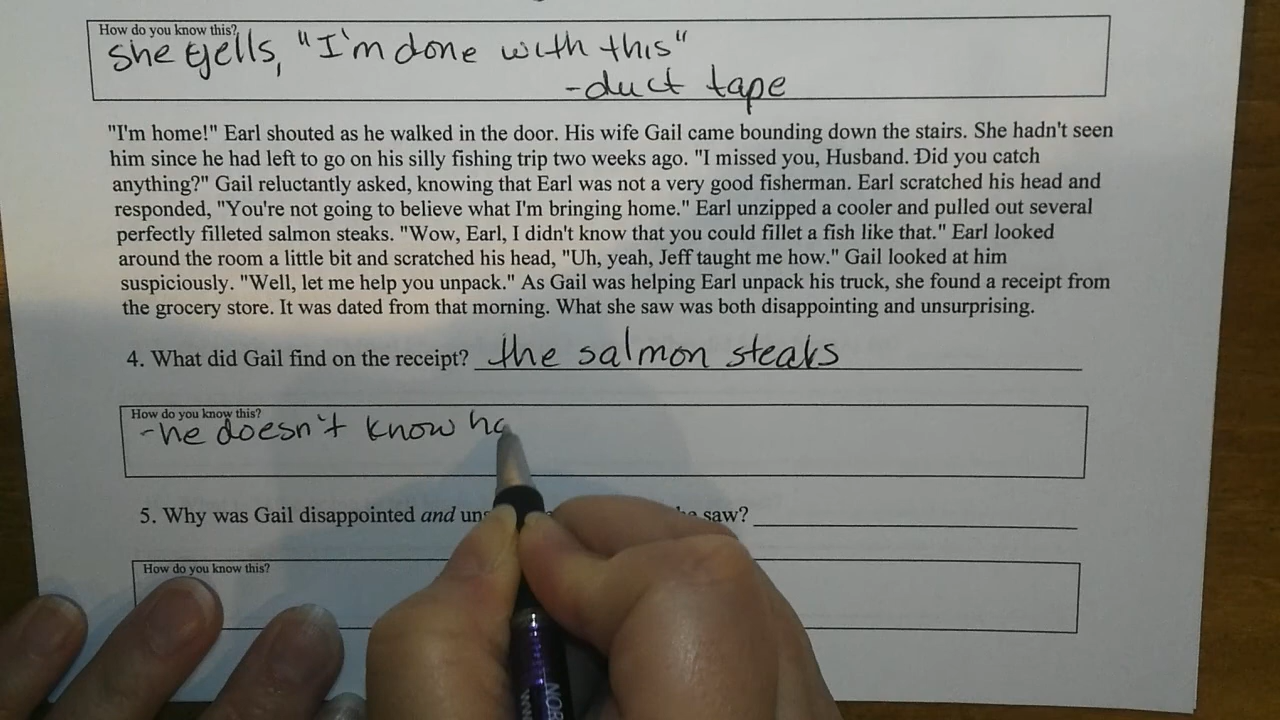 How do you know this?
she yells, "I'm done with this"
-duct tape
"I'm home!" Earl shouted as he walked in the door. His wife Gail came bounding down the stairs. She hadn't seen
him since he had left to go on his silly fishing trip two weeks ago. "I missed you, Husband. Did you catch
anything?" Gail reluctantly asked, knowing that Earl was not a very good fisherman. Earl scratched his head and
responded, "You're not going to believe what I'm bringing home." Earl unzipped a cooler and pulled out several
perfectly filleted salmon steaks. "Wow, Earl, I didn't know that you could fillet a fish like that." Earl looked
around the room a little bit and scratched his head, "Uh, yeah, Jeff taught me how." Gail looked at him
suspiciously. "Well, let me help you unpack." As Gail was helping Earl unpack his truck, she found a receipt from
the grocery store. It was dated from that morning. What she saw was both disappointing and unsurprising.
4. What did Gail find on the receipt? the salmon steaks
How do you know this?
-he doesn't know ho
5. Why was Gail disappointed and uns saw?
How do you know this?
NOR